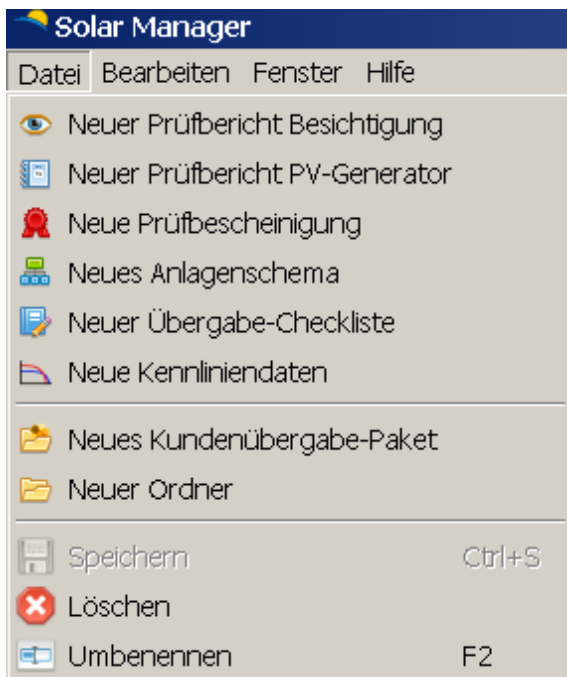 Solar Manager
Datei Bearbeiten Fenster Hilfe
Neuer Prüfbericht Besichtigung
Neuer Prüfbericht PV-Generator
Neue Prüfbescheinigung
Neues Anlagenschema
Neuer Übergabe-Checkliste
Neue Kennliniendaten
Neues Kundenübergabe-Paket
Neuer Ordner
Speichern Ctrl+S
Löschen
Umbenennen F2